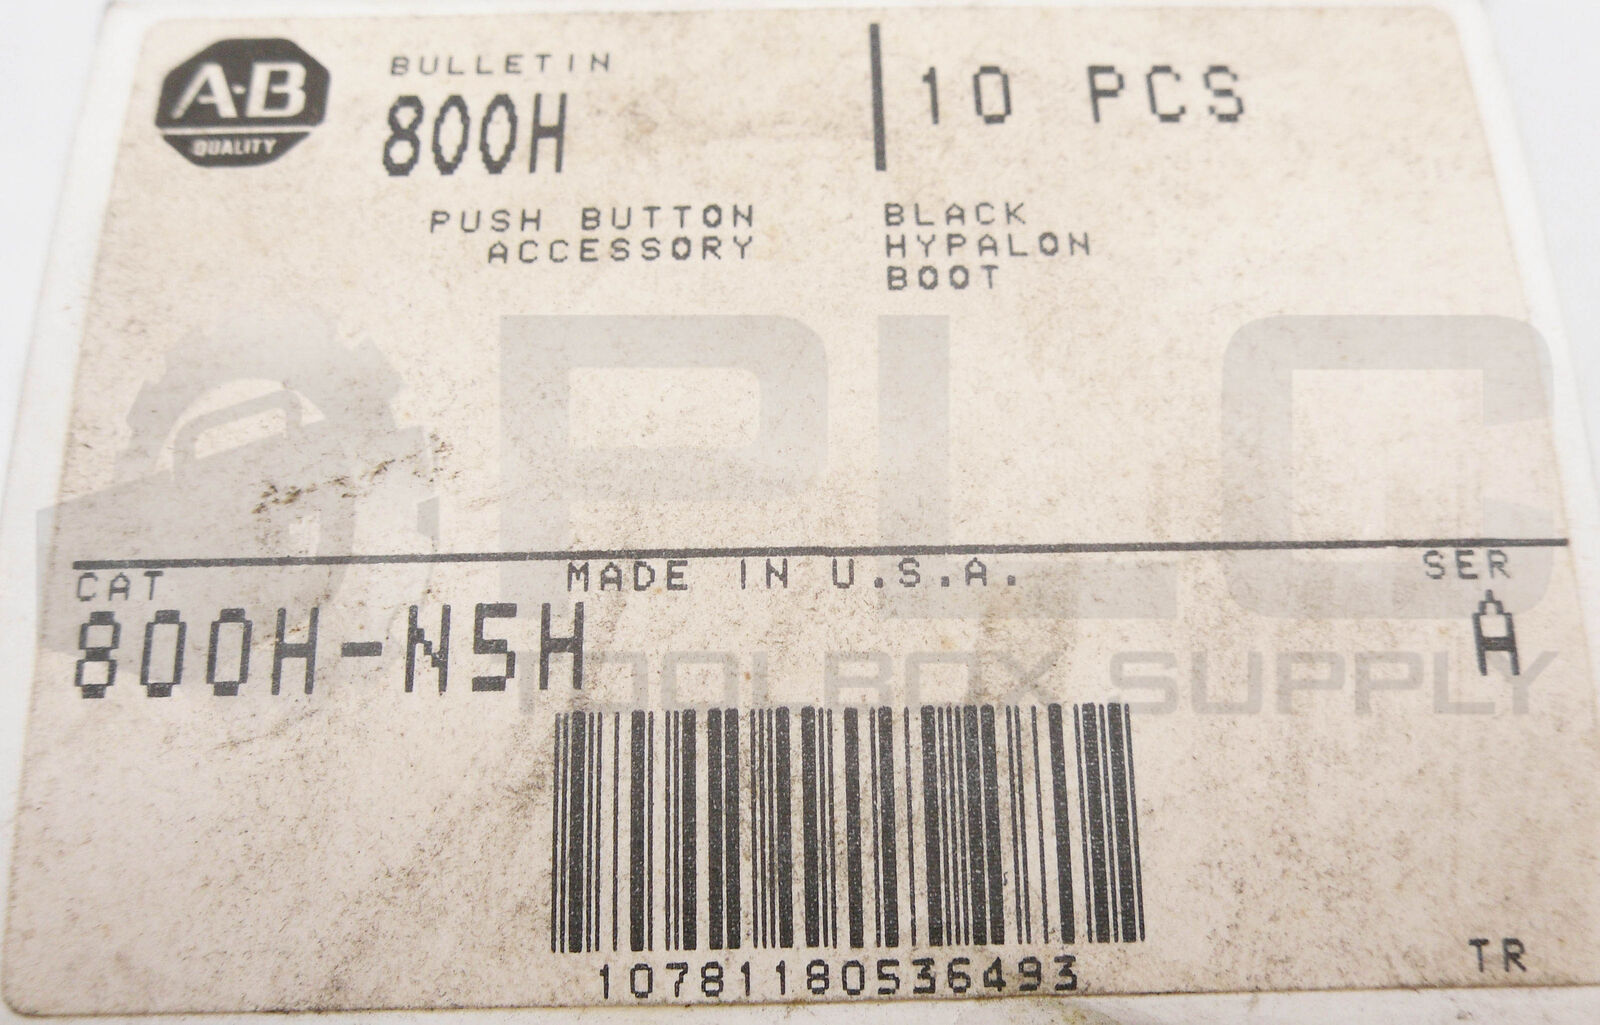 A-B
QUALITY
BULLETIN
800H
10 PCS
PUSH BUTTON
ACCESSORY
BLACK
HYPALON
BOOT
PLC
TOOLBOX SUPPLY
CAT
MADE IN U.S.A.
SER
800H-N5H
A
10781180536493
TR